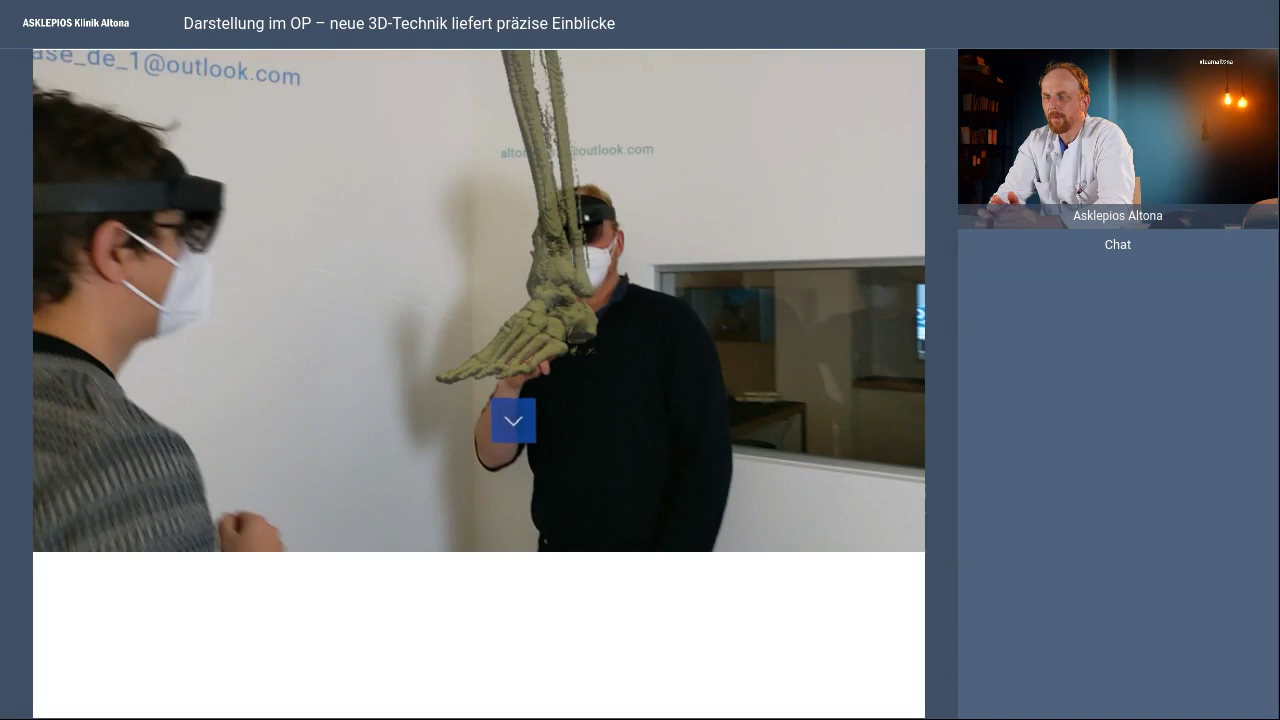 ASKLEPIOS Klinik Altona
Darstellung im OP – neue 3D-Technik liefert präzise Einblicke
ase_de_1@outlook.com
@outlook.com
#teamaltona
Asklepios Altona
Chat